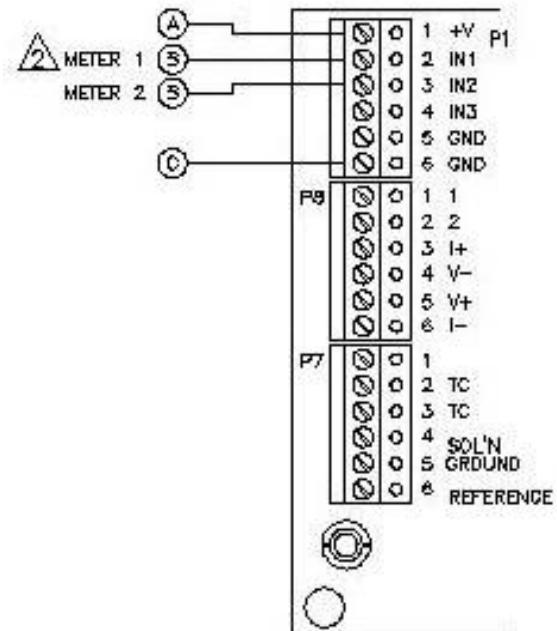 A
1 +V P1
2 METER 1 B 2 IN1
METER 2 B 3 IN2
4 IN3
5 GND
C 6 GND
P8 1 1
2 2
3 I+
4 V-
5 V+
6 I-
P7 1
2 TC
3 TC
4 SOL'N
5 GROUND
6 REFERENCE